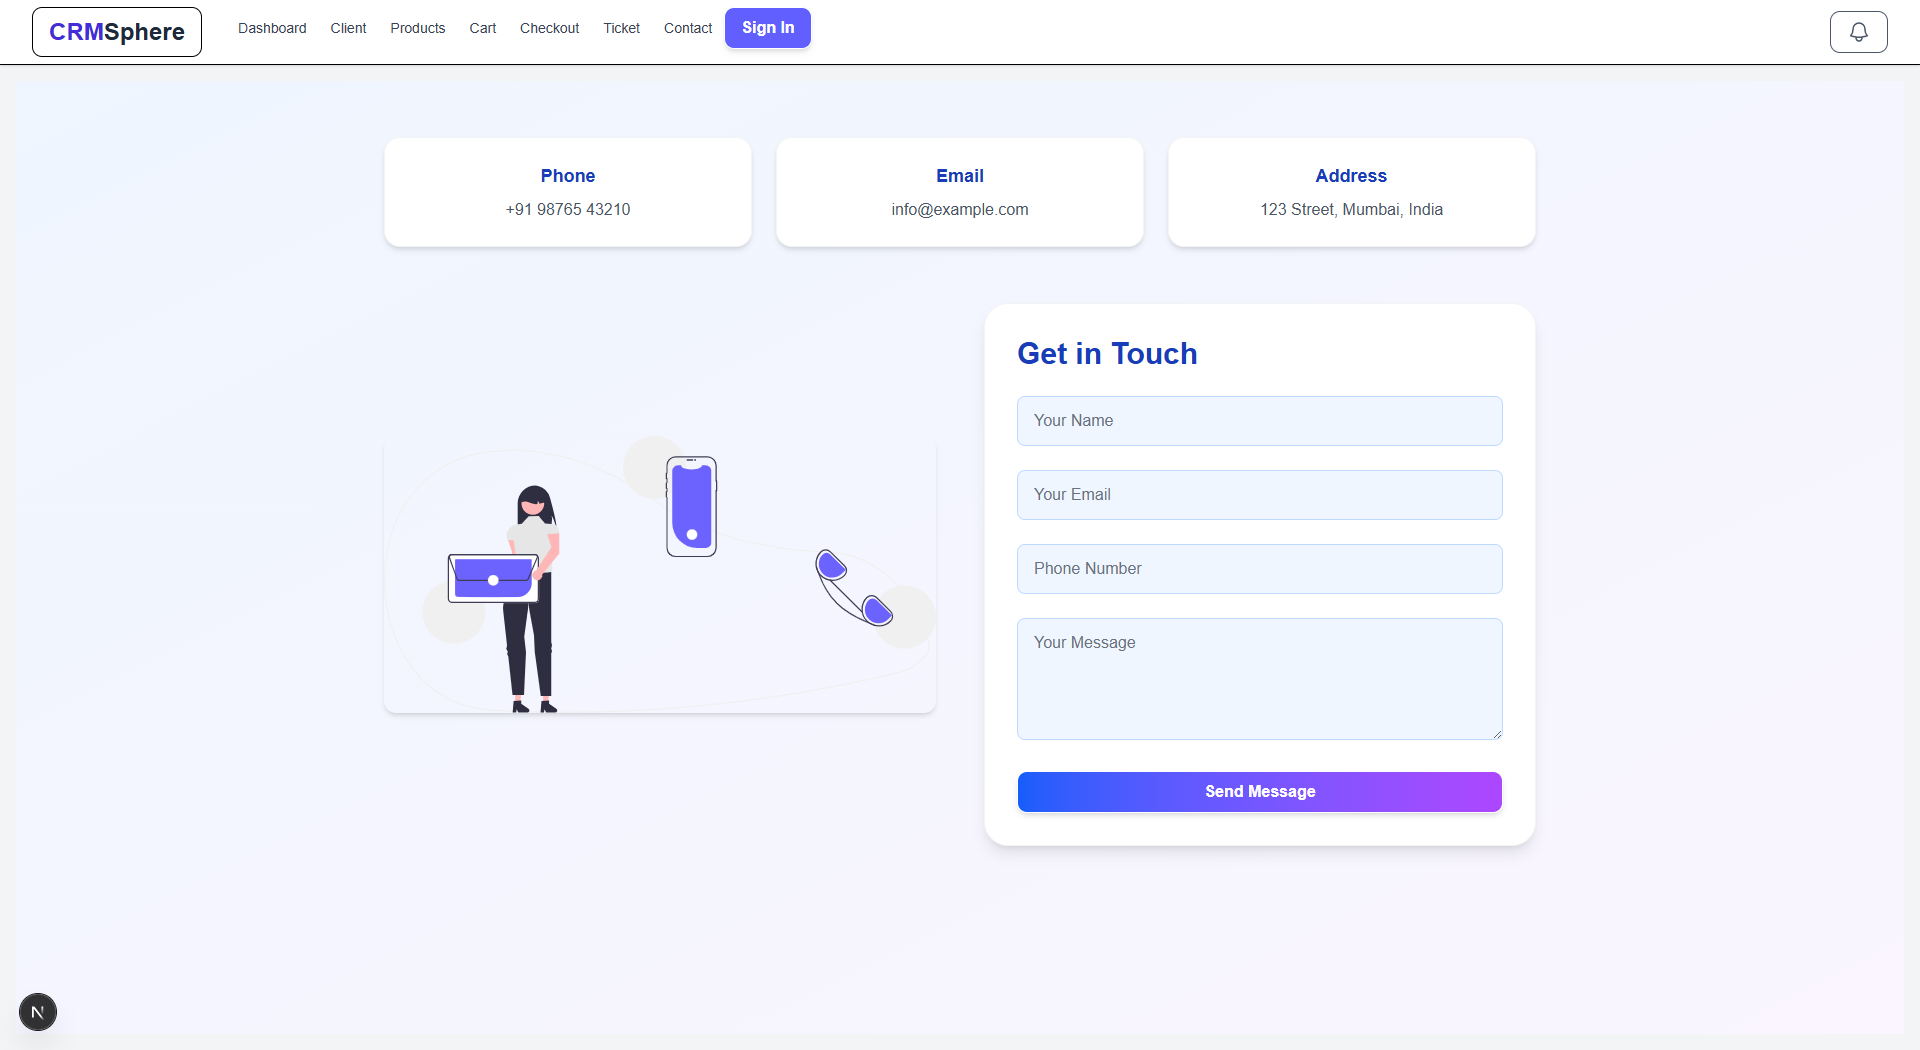 CRMSphere
Dashboard
Client
Products
Cart
Checkout
Ticket
Contact
Sign In
Phone
+91 98765 43210
Email
info@example.com
Address
123 Street, Mumbai, India
Get in Touch
Your Name
Your Email
Phone Number
Your Message
Send Message
N